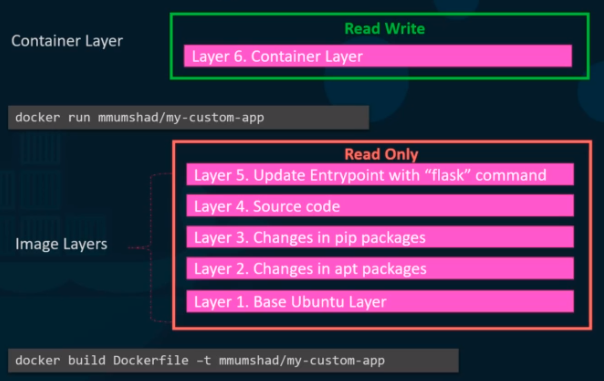 Read Write
Container Layer
Layer 6. Container Layer
docker run mmumshad/my-custom-app
Read Only
Layer 5. Update Entrypoint with “flask” command
Layer 4. Source code
Layer 3. Changes in pip packages
Image Layers
Layer 2. Changes in apt packages
Layer 1. Base Ubuntu Layer
docker build Dockerfile –t mmumshad/my-custom-app